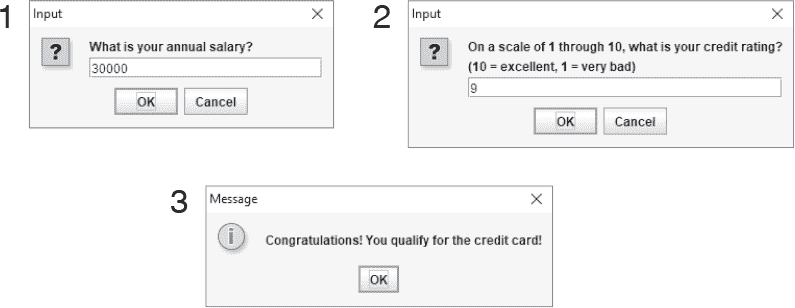 1
Input
What is your annual salary?
30000
OK Cancel
2
Input
On a scale of 1 through 10, what is your credit rating?
(10 = excellent, 1 = very bad)
9
OK Cancel
3
Message
Congratulations! You qualify for the credit card!
OK